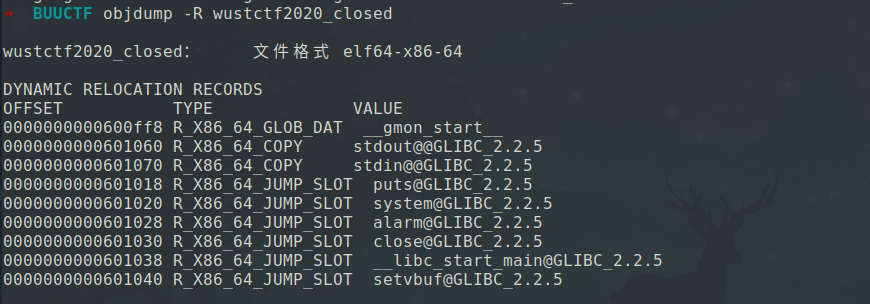 → BUUCTF objdump -R wustctf2020_closed
wustctf2020_closed： 文件格式 elf64-x86-64
DYNAMIC RELOCATION RECORDS
OFFSET TYPE VALUE
0000000000600ff8 R_X86_64_GLOB_DAT __gmon_start__
0000000000601060 R_X86_64_COPY stdout@@GLIBC_2.2.5
0000000000601070 R_X86_64_COPY stdin@@GLIBC_2.2.5
0000000000601018 R_X86_64_JUMP_SLOT puts@GLIBC_2.2.5
0000000000601020 R_X86_64_JUMP_SLOT system@GLIBC_2.2.5
0000000000601028 R_X86_64_JUMP_SLOT alarm@GLIBC_2.2.5
0000000000601030 R_X86_64_JUMP_SLOT close@GLIBC_2.2.5
0000000000601038 R_X86_64_JUMP_SLOT __libc_start_main@GLIBC_2.2.5
0000000000601040 R_X86_64_JUMP_SLOT setvbuf@GLIBC_2.2.5